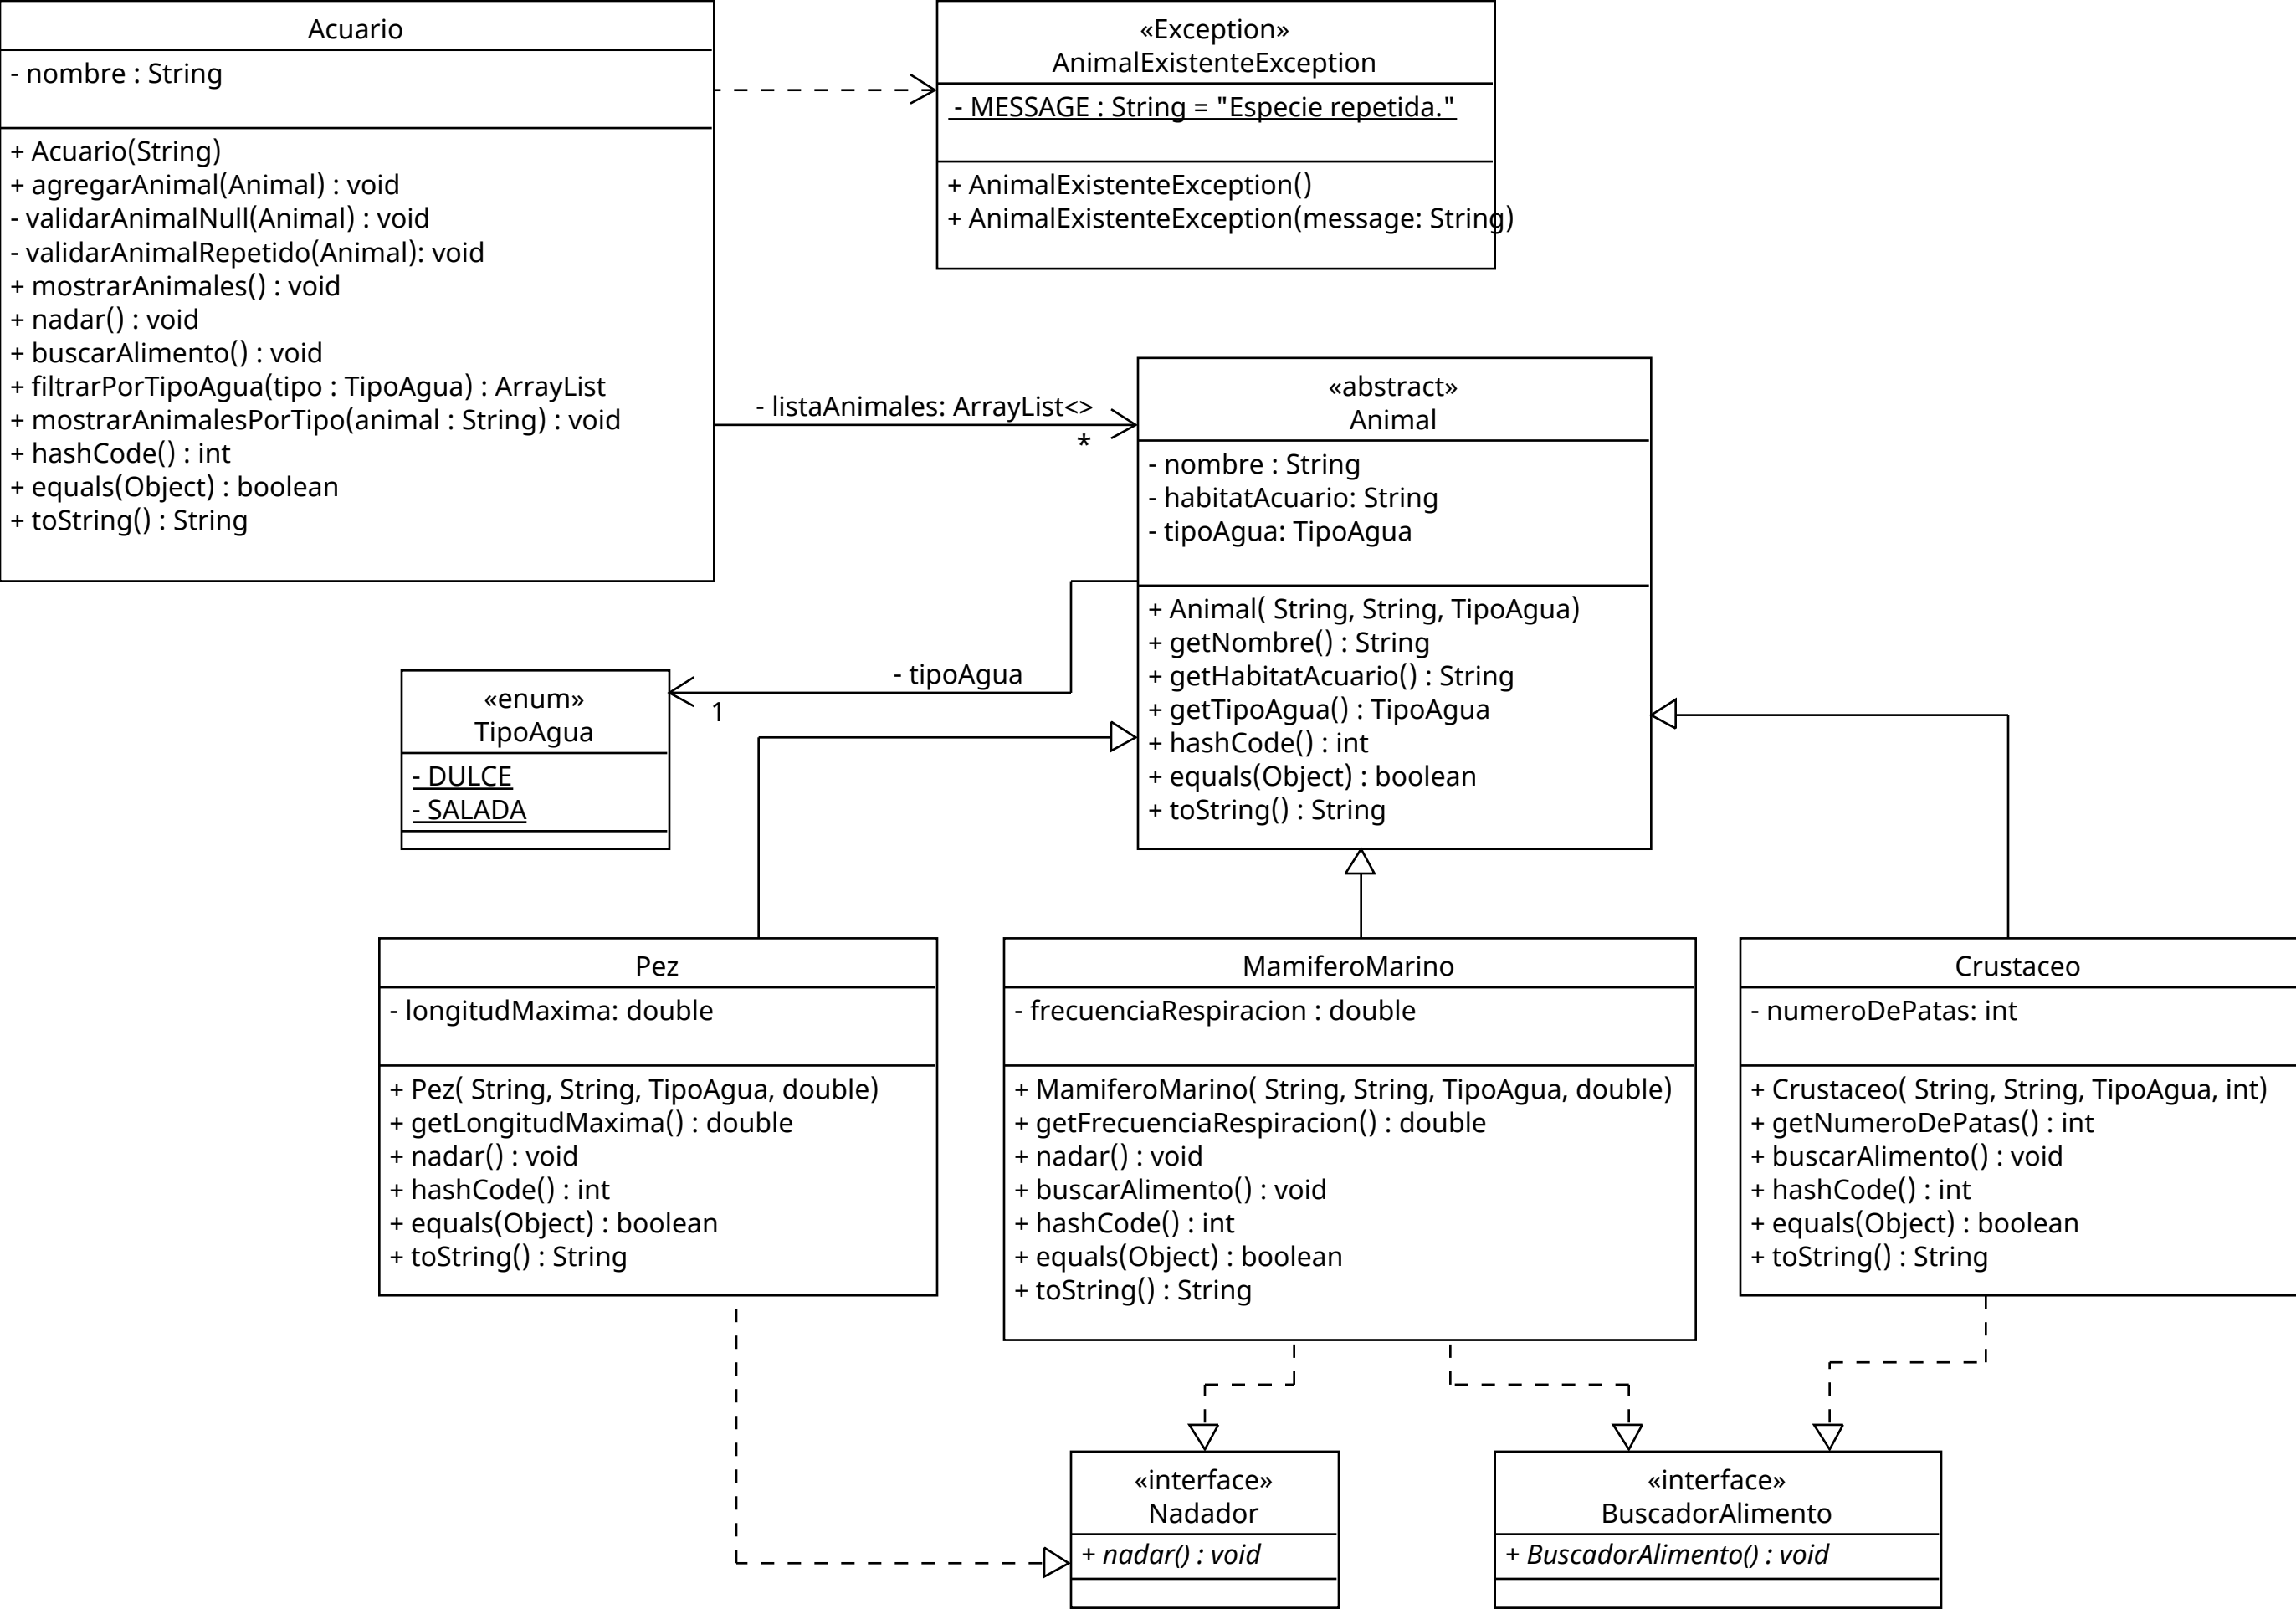 Acuario
- nombre : String
+ Acuario(String)
+ agregarAnimal(Animal) : void
- validarAnimalNull(Animal) : void
- validarAnimalRepetido(Animal): void
+ mostrarAnimales() : void
+ nadar() : void
+ buscarAlimento() : void
+ filtrarPorTipoAgua(tipo : TipoAgua) : ArrayList
+ mostrarAnimalesPorTipo(animal : String) : void
+ hashCode() : int
+ equals(Object) : boolean
+ toString() : String
«Exception»
AnimalExistenteException
- MESSAGE : String = "Especie repetida."
+ AnimalExistenteException()
+ AnimalExistenteException(message: String)
- listaAnimales: ArrayList<>
*
«abstract»
Animal
- nombre : String
- habitatAcuario: String
- tipoAgua: TipoAgua
+ Animal( String, String, TipoAgua)
+ getNombre() : String
+ getHabitatAcuario() : String
+ getTipoAgua() : TipoAgua
+ hashCode() : int
+ equals(Object) : boolean
+ toString() : String
- tipoAgua
1
«enum»
TipoAgua
- DULCE
- SALADA
Pez
- longitudMaxima: double
+ Pez( String, String, TipoAgua, double)
+ getLongitudMaxima() : double
+ nadar() : void
+ hashCode() : int
+ equals(Object) : boolean
+ toString() : String
MamiferoMarino
- frecuenciaRespiracion : double
+ MamiferoMarino( String, String, TipoAgua, double)
+ getFrecuenciaRespiracion() : double
+ nadar() : void
+ buscarAlimento() : void
+ hashCode() : int
+ equals(Object) : boolean
+ toString() : String
Crustaceo
- numeroDePatas: int
+ Crustaceo( String, String, TipoAgua, int)
+ getNumeroDePatas() : int
+ buscarAlimento() : void
+ hashCode() : int
+ equals(Object) : boolean
+ toString() : String
«interface»
Nadador
+ nadar() : void
«interface»
BuscadorAlimento
+ BuscadorAlimento() : void